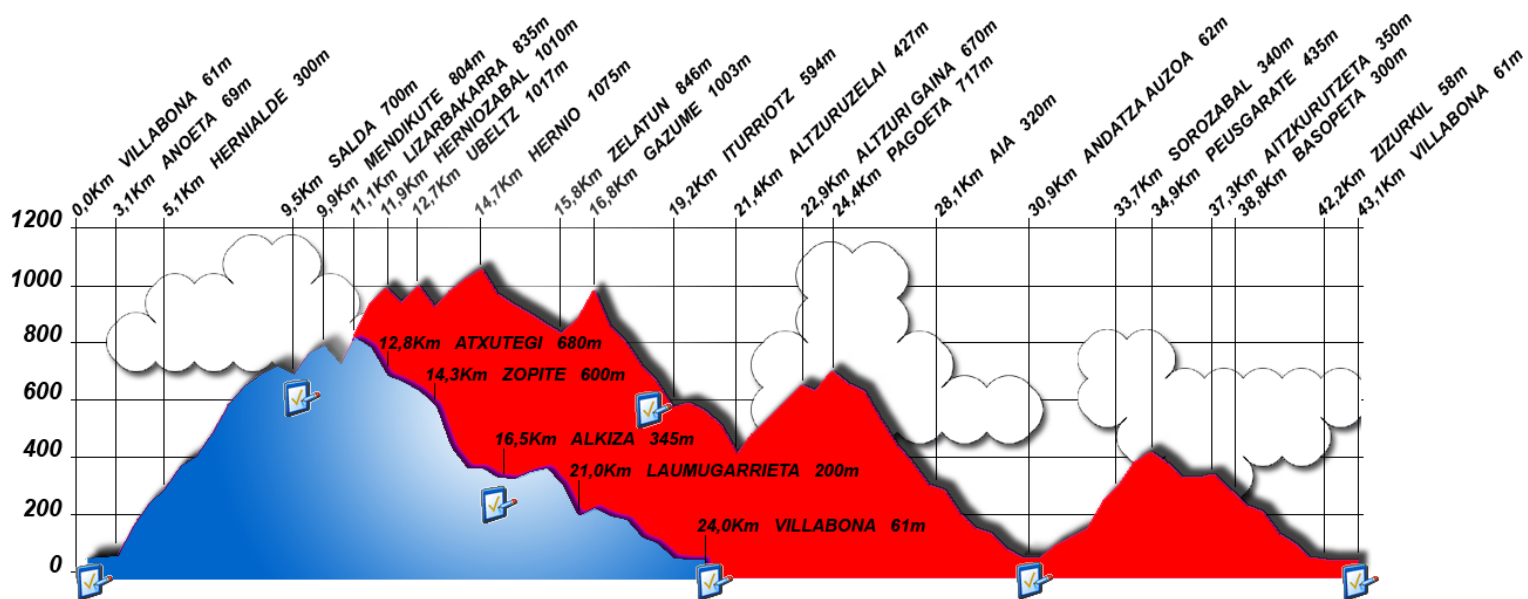 0,0Km VILLABONA 61m
3,1Km ANOETA 69m
5,1Km HERNIALDE 300m
9,5Km SALDA 700m
9,9Km MENDIKUTE 804m
11,1Km LIZARBAKARRA 835m
11,9Km HERNIOZABAL 1010m
12,7Km UBELTZ 1017m
14,7Km HERNIO 1075m
15,8Km ZELATUN 846m
16,8Km GAZUME 1003m
19,2Km ITURRIOTZ 594m
21,4Km ALTZURUZELAI 427m
22,9Km ALTZURI GAINA 670m
24,4Km PAGOETA 717m
28,1Km AIA 320m
30,9Km ANDATZA AUZOA 62m
33,7Km SOROZABAL 340m
34,9Km PEUSGARATE 435m
37,3Km AITZKURUTZETA 350m
38,8Km BASOPETA 300m
42,2Km ZIZURKIL 58m
43,1Km VILLABONA 61m
1200
1000
800
600
400
200
0
12,8Km ATXUTEGI 680m
14,3Km ZOPITE 600m
16,5Km ALKIZA 345m
21,0Km LAUMUGARRIETA 200m
24,0Km VILLABONA 61m